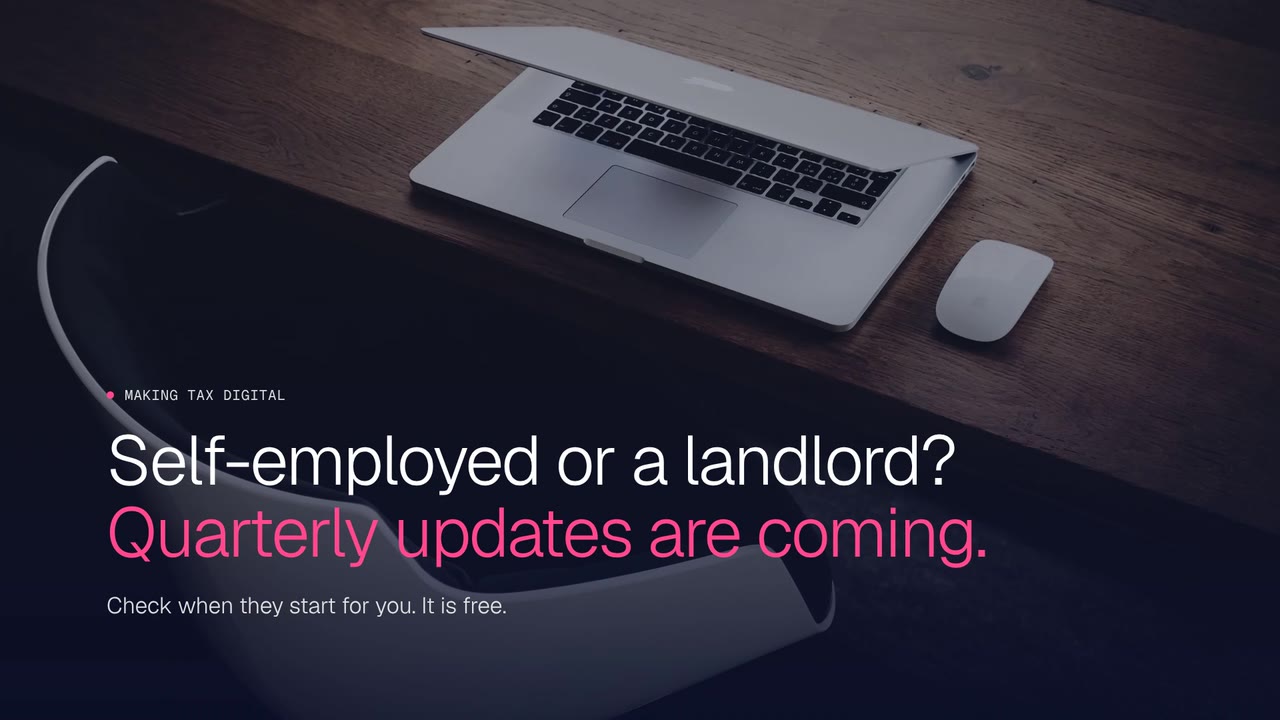 MAKING TAX DIGITAL
Self-employed or a landlord?
Quarterly updates are coming.
Check when they start for you. It is free.